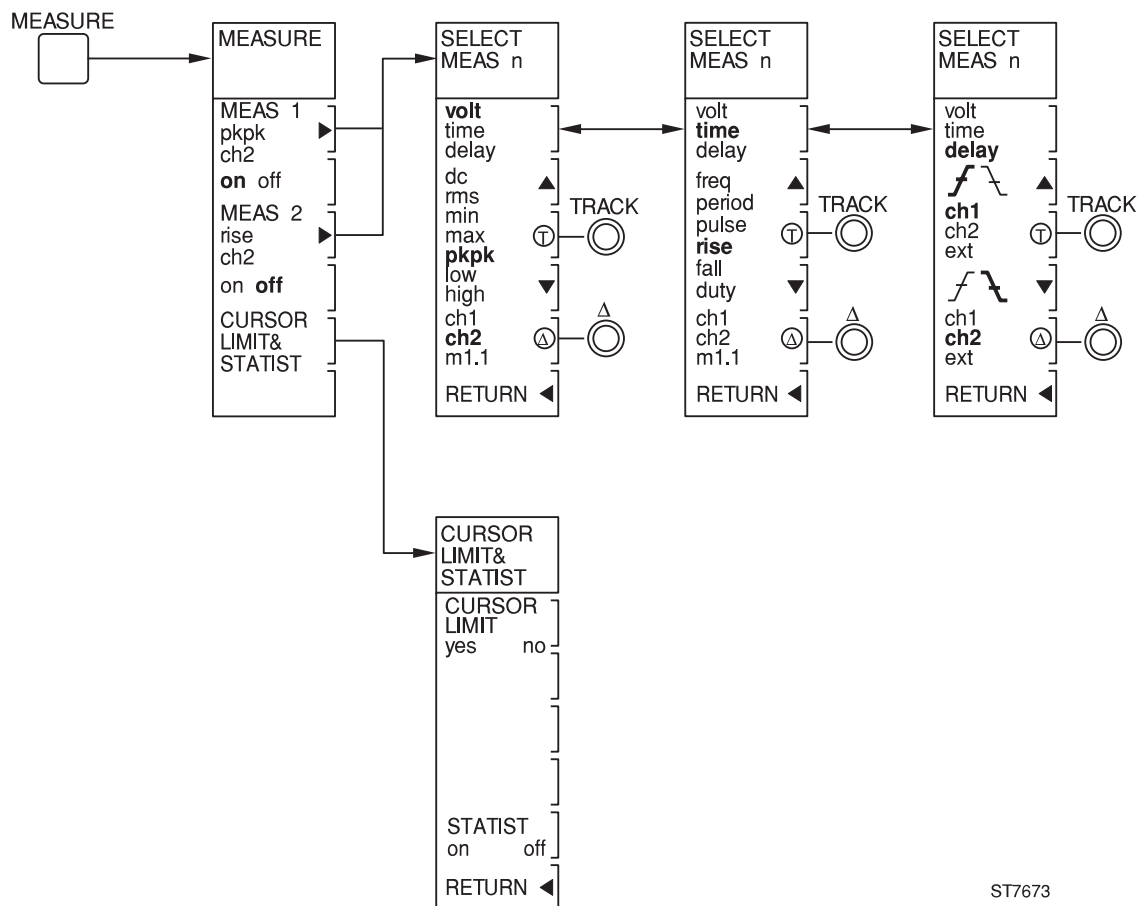 MEASURE
MEASURE
MEAS 1
pkpk
ch2
on off
MEAS 2
rise
ch2
on off
CURSOR
LIMIT&
STATIST
SELECT
MEAS n
volt
time
delay
dc
rms
min
max
pkpk
low
high
ch1
ch2
m1.1
RETURN
T
TRACK
Δ
Δ
SELECT
MEAS n
volt
time
delay
freq
period
pulse
rise
fall
duty
ch1
ch2
m1.1
RETURN
T
TRACK
Δ
Δ
SELECT
MEAS n
volt
time
delay
ch1
ch2
ext
ch1
ch2
ext
RETURN
T
TRACK
Δ
Δ
CURSOR
LIMIT&
STATIST
CURSOR
LIMIT
yes no
STATIST
on off
RETURN
ST7673